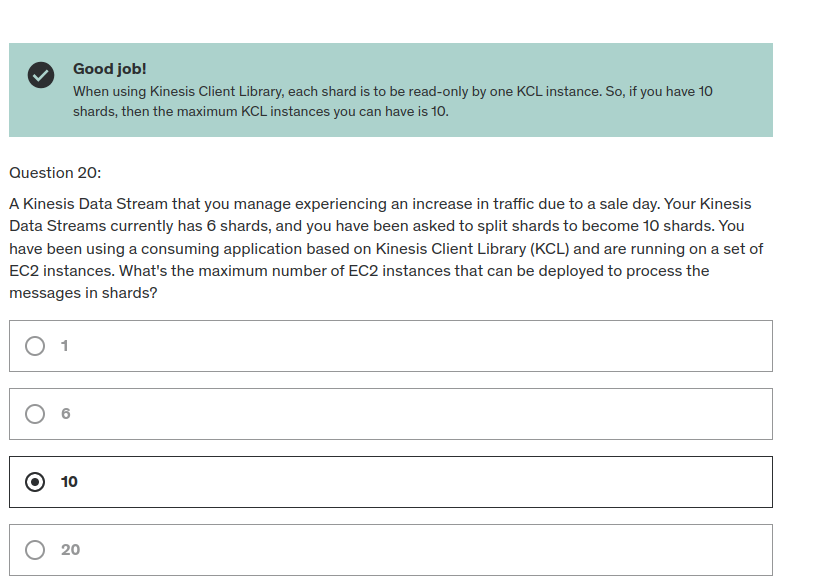 Good job!
When using Kinesis Client Library, each shard is to be read-only by one KCL instance. So, if you have 10
shards, then the maximum KCL instances you can have is 10.
Question 20:
A Kinesis Data Stream that you manage experiencing an increase in traffic due to a sale day. Your Kinesis
Data Streams currently has 6 shards, and you have been asked to split shards to become 10 shards. You
have been using a consuming application based on Kinesis Client Library (KCL) and are running on a set of
EC2 instances. What's the maximum number of EC2 instances that can be deployed to process the
messages in shards?
1
6
10
20